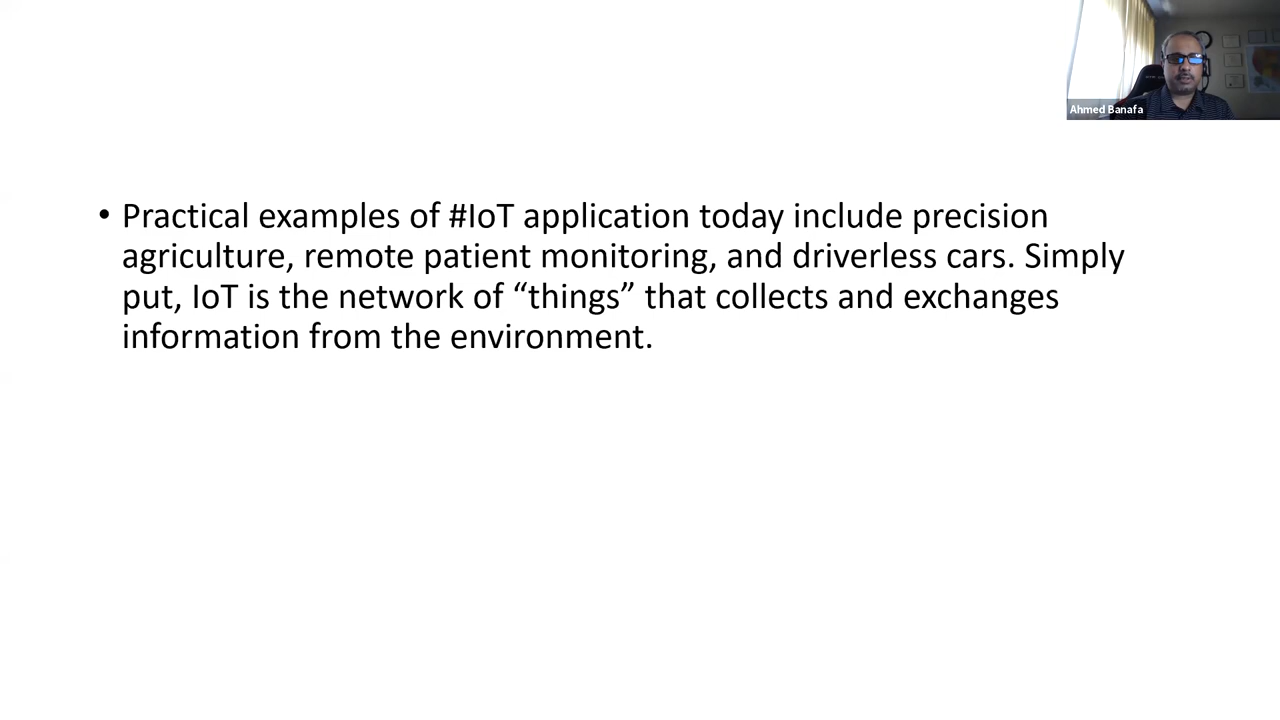 Ahmed Banafa
• Practical examples of #IoT application today include precision
agriculture, remote patient monitoring, and driverless cars. Simply
put, IoT is the network of “things” that collects and exchanges
information from the environment.